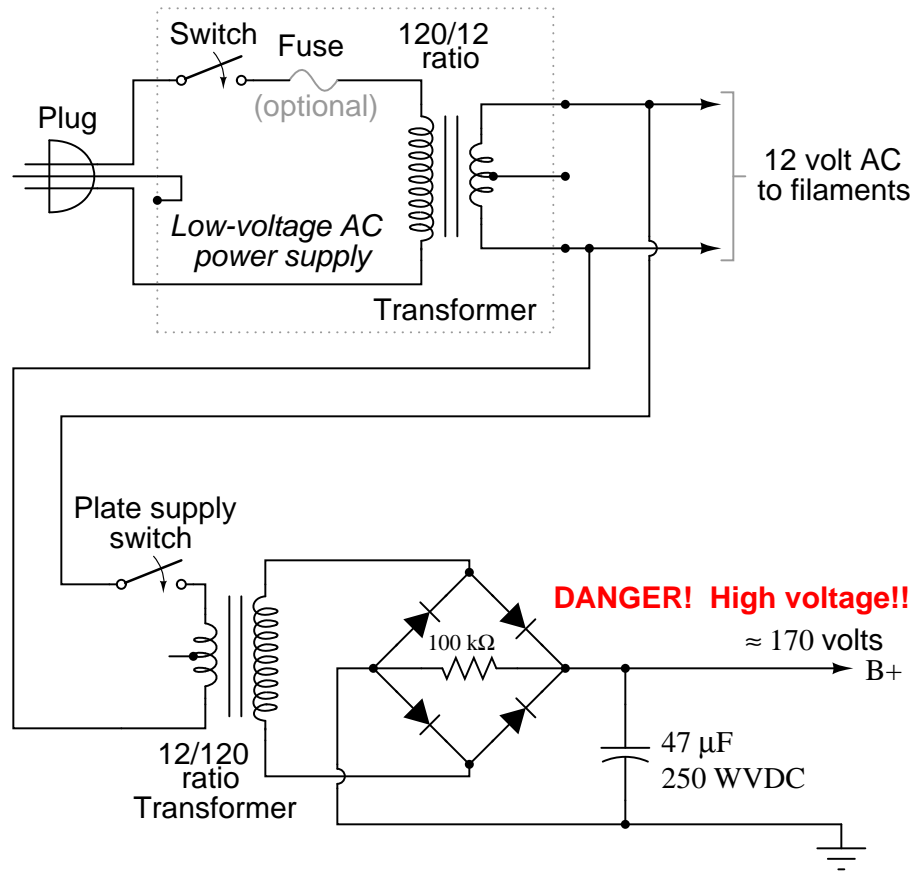 Switch
Fuse
(optional)
120/12
ratio
Plug
12 volt AC
to filaments
Low-voltage AC
power supply
Transformer
Plate supply
switch
DANGER! High voltage!!
100 kΩ
≈ 170 volts
B+
47 μF
250 WVDC
12/120
ratio
Transformer